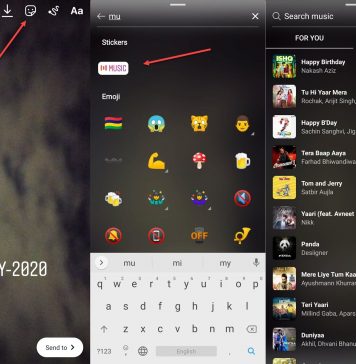 Aa
Y-2020
Send to
mu
Stickers
MUSIC
Emoji
OFF
mu mi my
q w e r t y u i o p
a s d f g h j k l
z x c v b n m
?123 , English .
Search music
FOR YOU
Happy Birthday
Nakash Aziz
Tu Hi Yaar Mera
Rochak, Arijit Singh,
Happy B'Day
Sachin Sanghvi, Jig
Tera Baap Aaya
Farhad Bhiwandiwa
Tom and Jerry
Satbir Aujla
Yaari (feat. Avneet
Nikk
Panda
Desiigner
Mere Liye Tum Ka
Ayushmann Khurra
Teri Yaari
Millind Gaba, Aparsh
Duniyaa
Akhil, Dhvani Bhanu